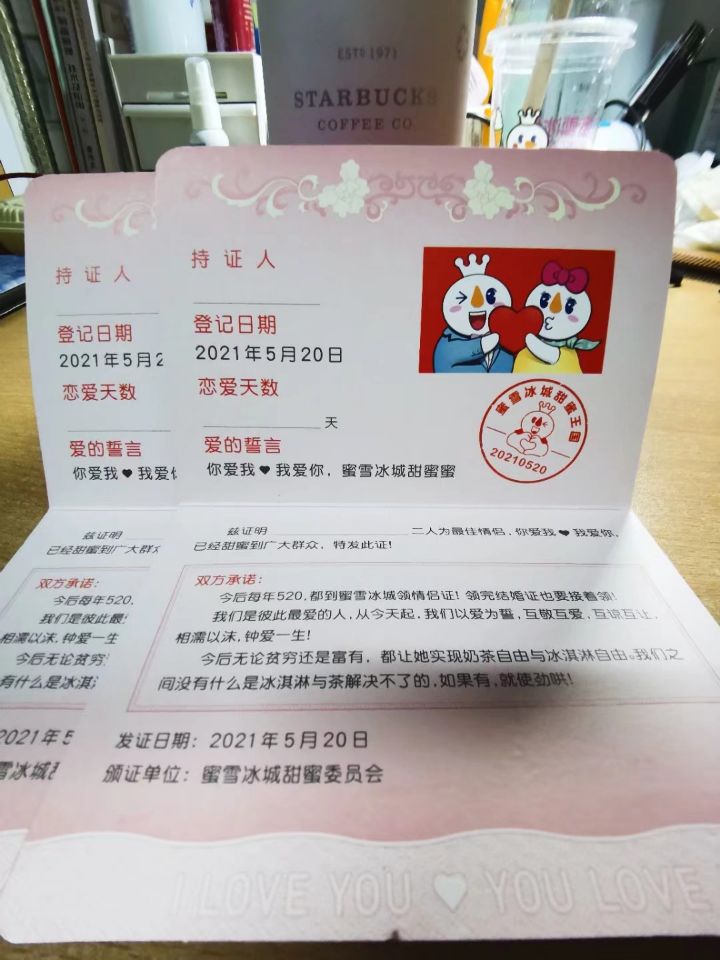 ESTD 1971
STARBUCKS
COFFEE CO
持证人
登记日期
2021年5月2
恋爱天数
爱的誓言
你爱我♥我爱你
兹证明
已经甜蜜到广大群众
双方承诺:
今后每年520,
我们是彼此最
相濡以沫,钟爱一生
今后无论贫穷
有什么是冰淇
2021年5
雪冰城
持证人
登记日期
2021年5月20日
恋爱天数
天
爱的誓言
你爱我♥我爱你,蜜雪冰城甜蜜蜜
蜜雪冰城甜蜜王国
20210520
兹证明 二人为最佳情侣,你爱我♥我爱你,
已经甜蜜到广大群众,特发此证!
双方承诺:
今后每年520,都到蜜雪冰城领情侣证!领完结婚证也要接着领!
我们是彼此最爱的人,从今天起,我们以爱为誓,互敬互爱,互谅互让,
相濡以沫,钟爱一生!
今后无论贫穷还是富有,都让她实现奶茶自由与冰淇淋自由。我们之
间没有什么是冰淇淋与茶解决不了的,如果有,就使劲哄!
发证日期:2021年5月20日
颁证单位:蜜雪冰城甜蜜委员会
I LOVE YOU ♥ YOU LOVE